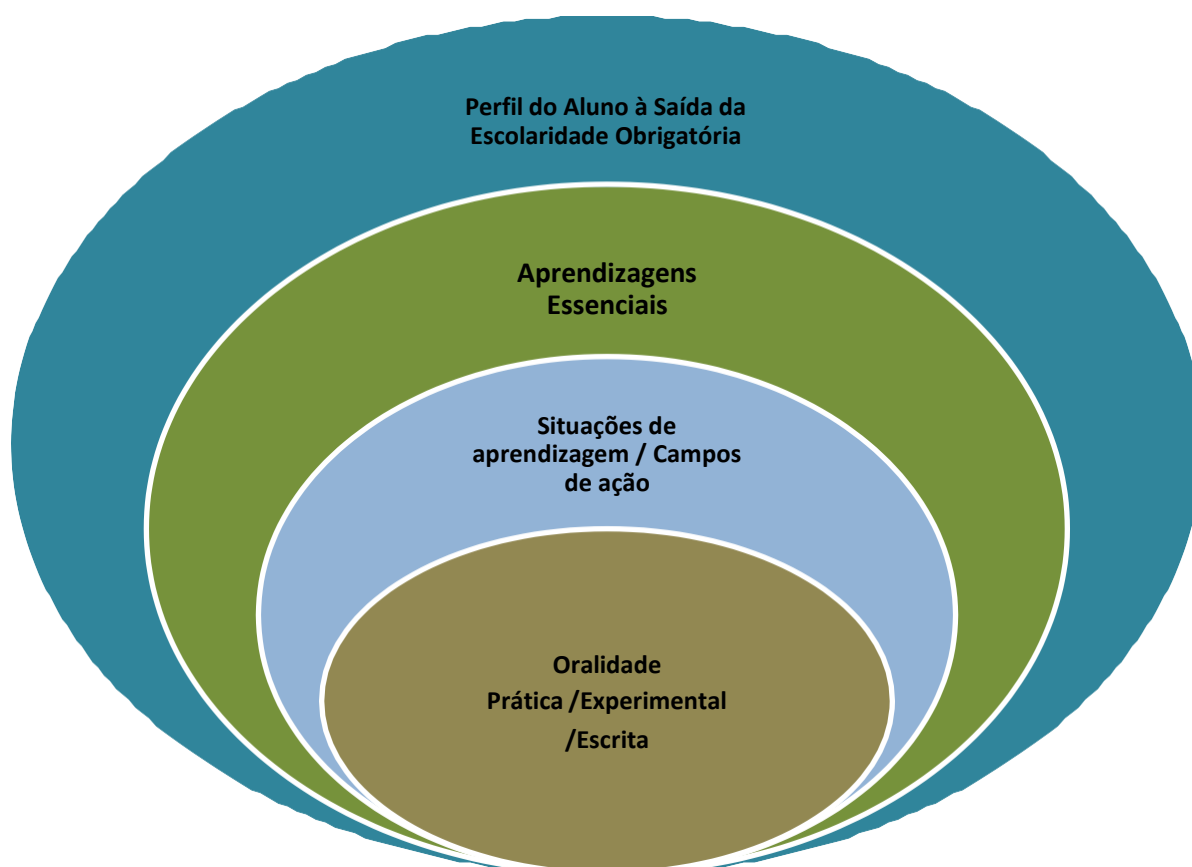 Perfil do Aluno à Saída da
Escolaridade Obrigatória
Aprendizagens
Essenciais
Situações de
aprendizagem / Campos
de ação
Oralidade
Prática /Experimental
/Escrita